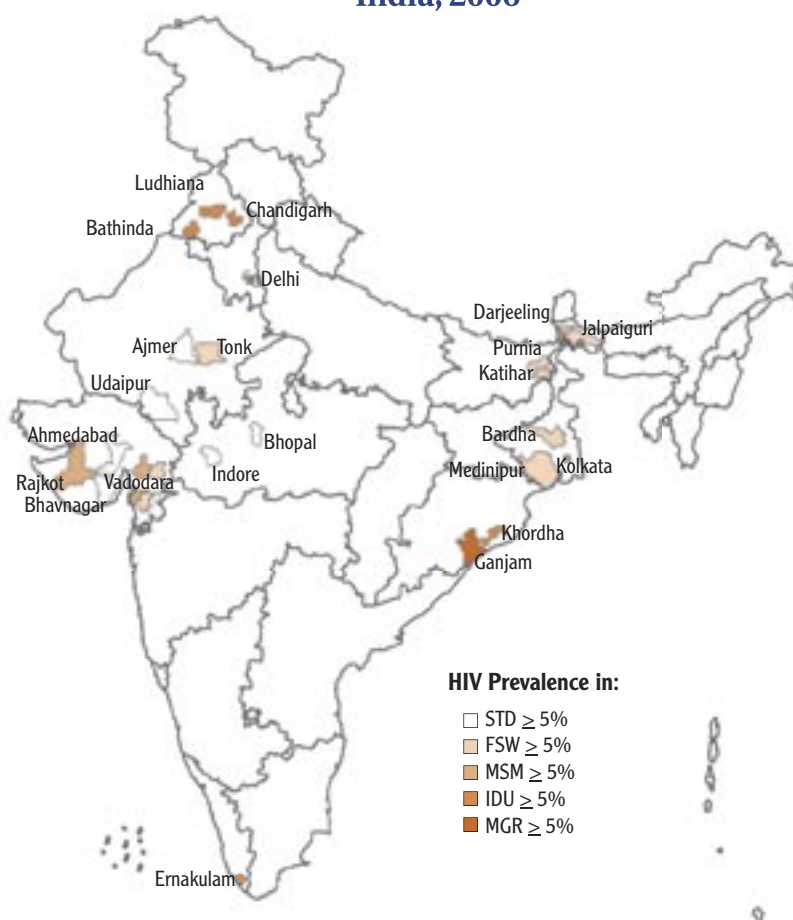 India, 2006
Ludhiana
Chandigarh
Bathinda
Delhi
Darjeeling
Jalpaiguri
Ajmer
Tonk
Purnia
Katihar
Udaipur
Ahmedabad
Bhopal
Bardha
Indore
Medinipur
Kolkata
Rajkot
Vadodara
Bhavnagar
Khordha
Ganjam
HIV Prevalence in:
STD ≥ 5%
FSW ≥ 5%
MSM ≥ 5%
IDU ≥ 5%
MGR ≥ 5%
Ernakulam